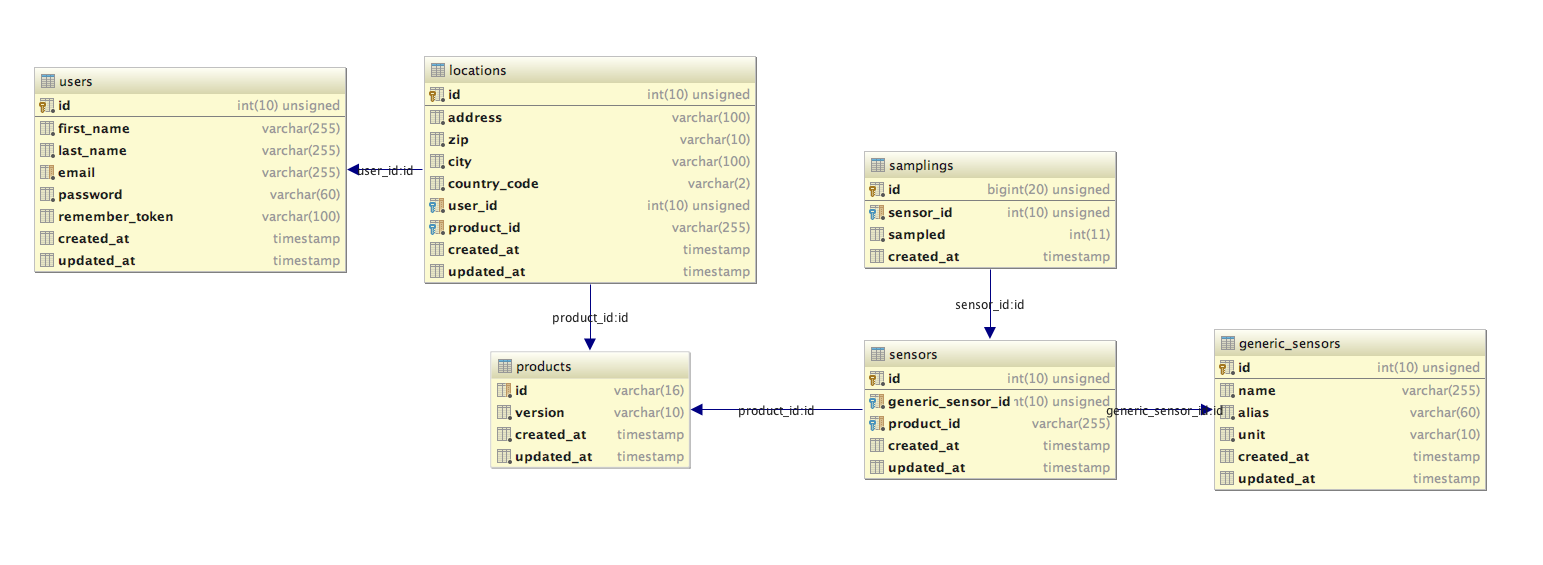 users
id int(10) unsigned
first_name varchar(255)
last_name varchar(255)
email varchar(255)
password varchar(60)
remember_token varchar(100)
created_at timestamp
updated_at timestamp
user_id:id
locations
id int(10) unsigned
address varchar(100)
zip varchar(10)
city varchar(100)
country_code varchar(2)
user_id int(10) unsigned
product_id varchar(255)
created_at timestamp
updated_at timestamp
product_id:id
products
id varchar(16)
version varchar(10)
created_at timestamp
updated_at timestamp
product_id:id
samplings
id bigint(20) unsigned
sensor_id int(10) unsigned
sampled int(11)
created_at timestamp
sensor_id:id
sensors
id int(10) unsigned
generic_sensor_id int(10) unsigned
product_id varchar(255)
created_at timestamp
updated_at timestamp
generic_sensor_id:id
generic_sensors
id int(10) unsigned
name varchar(255)
alias varchar(60)
unit varchar(10)
created_at timestamp
updated_at timestamp